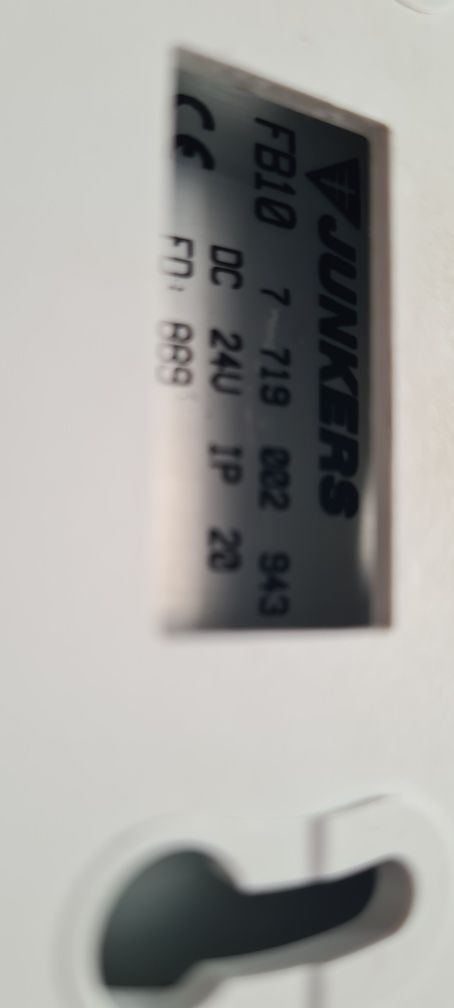 JUNKERS
FB10 7 719 002 943
DC 24V IP 20
CE FD: 889